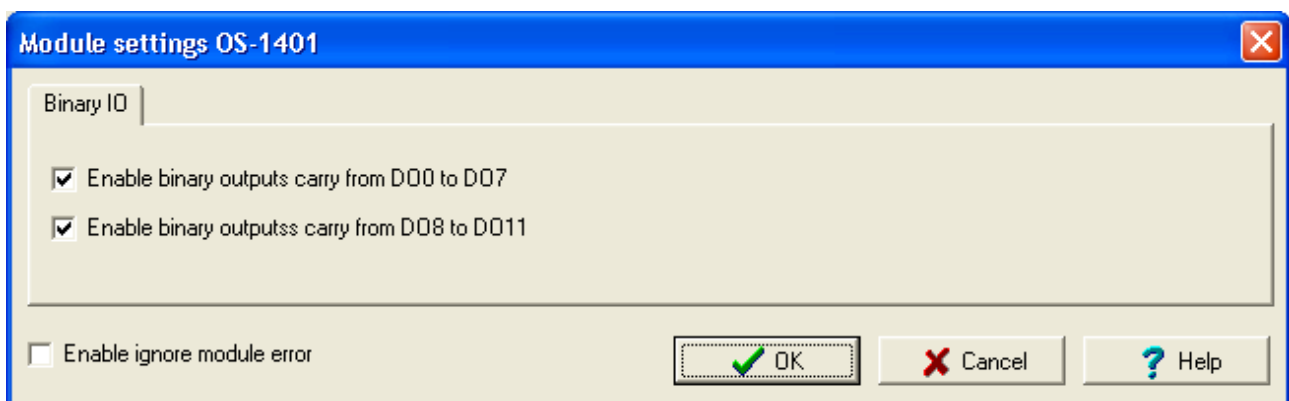 Module settings OS-1401
Binary IO
Enable binary outputs carry from DO0 to DO7
Enable binary outputss carry from DO8 to DO11
Enable ignore module error
OK
Cancel
? Help